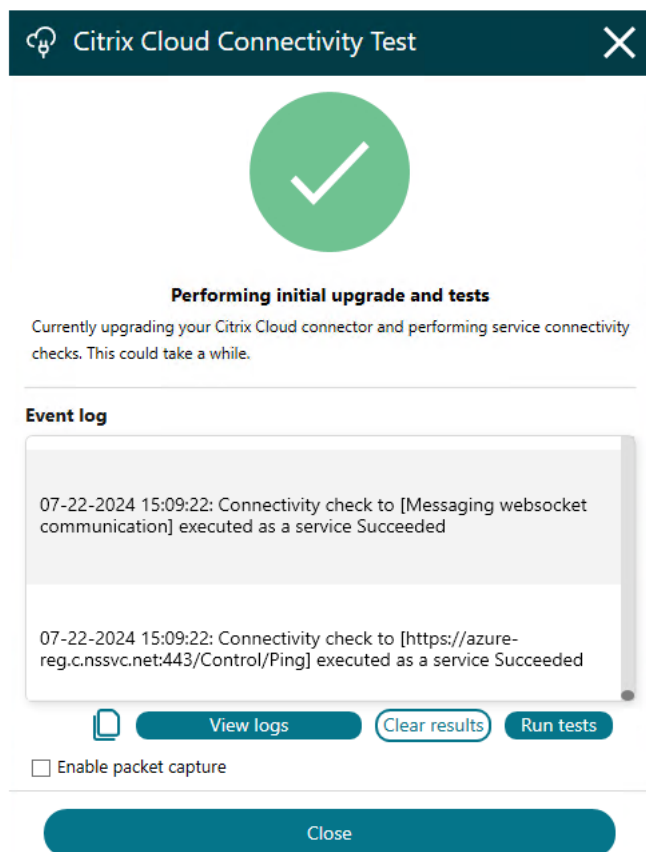 Citrix Cloud Connectivity Test
Performing initial upgrade and tests
Currently upgrading your Citrix Cloud connector and performing service connectivity
checks. This could take a while.
Event log
07-22-2024 15:09:22: Connectivity check to [Messaging websocket
communication] executed as a service Succeeded
07-22-2024 15:09:22: Connectivity check to [https://azure-
reg.c.nssvc.net:443/Control/Ping] executed as a service Succeeded
View logs
Clear results
Run tests
Enable packet capture
Close